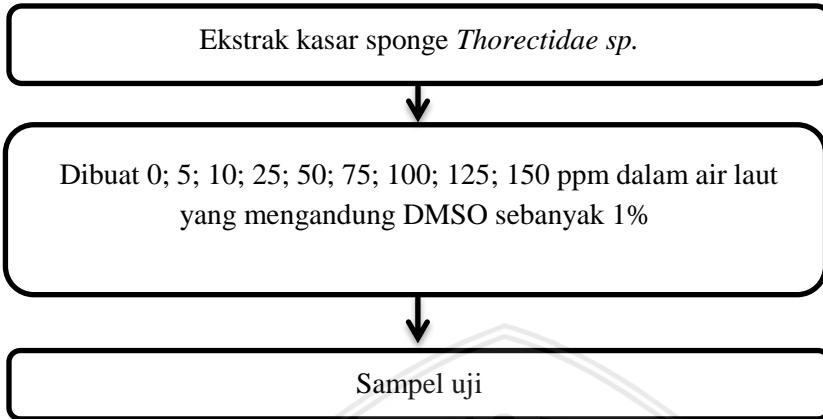 Ekstrak kasar sponge Thorectidae sp.
Dibuat 0; 5; 10; 25; 50; 75; 100; 125; 150 ppm dalam air laut
yang mengandung DMSO sebanyak 1%
Sampel uji